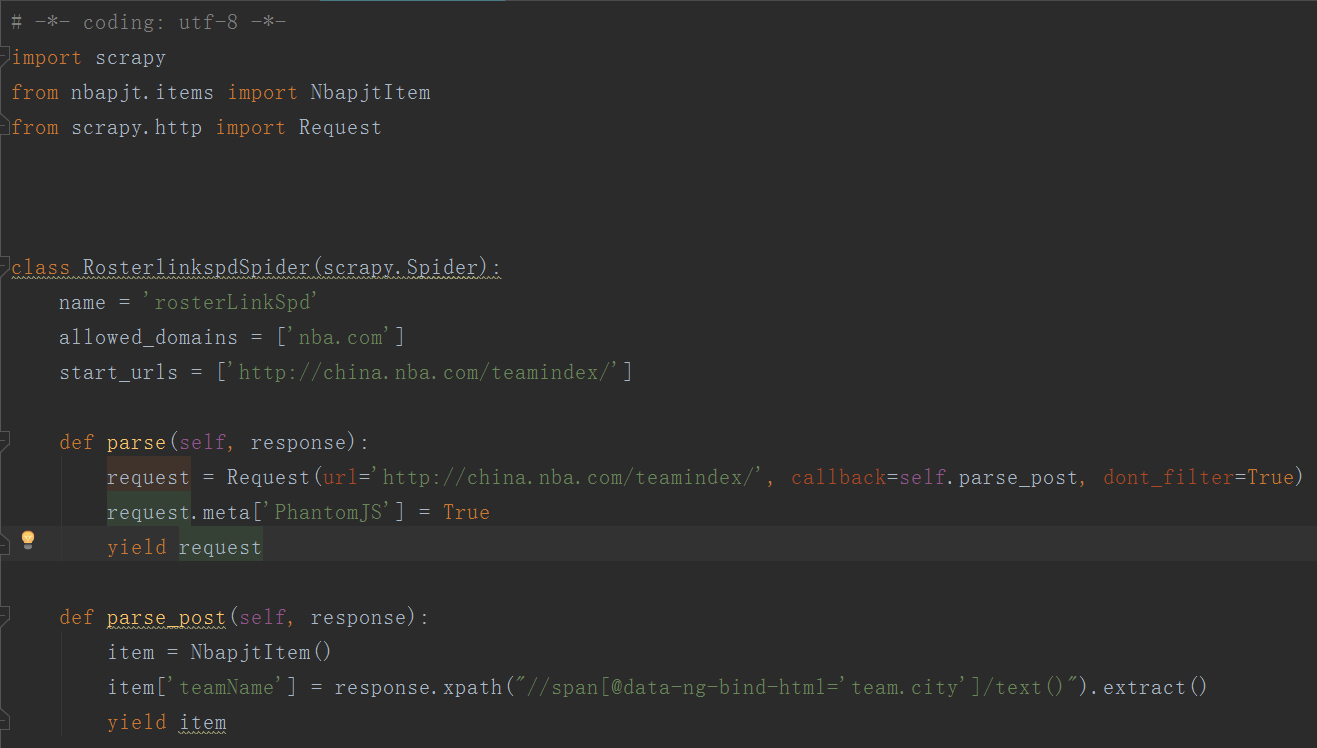 # -*- coding: utf-8 -*-
import scrapy
from nbapjt.items import NbapjtItem
from scrapy.http import Request
class RosterlinkspdSpider(scrapy.Spider):
    name = 'rosterLinkSpd'
    allowed_domains = ['nba.com']
    start_urls = ['http://china.nba.com/teamindex/']
    def parse(self, response):
        request = Request(url='http://china.nba.com/teamindex/', callback=self.parse_post, dont_filter=True)
        request.meta['PhantomJS'] = True
        yield request
    def parse_post(self, response):
        item = NbapjtItem()
        item['teamName'] = response.xpath("//span[@data-ng-bind-html='team.city']/text()").extract()
        yield item